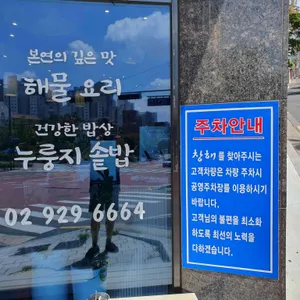 본연의 깊은 맛
해물 요리
건강한 밥상
누룽지 솥밥
02 929 6664
주차안내
창해를 찾아주시는
고객차량은 차량 주차시
공영주차장를 이용하시기
바랍니다.
고객님의 불편을 최소화
하도록 최선의 노력을
다하겠습니다.